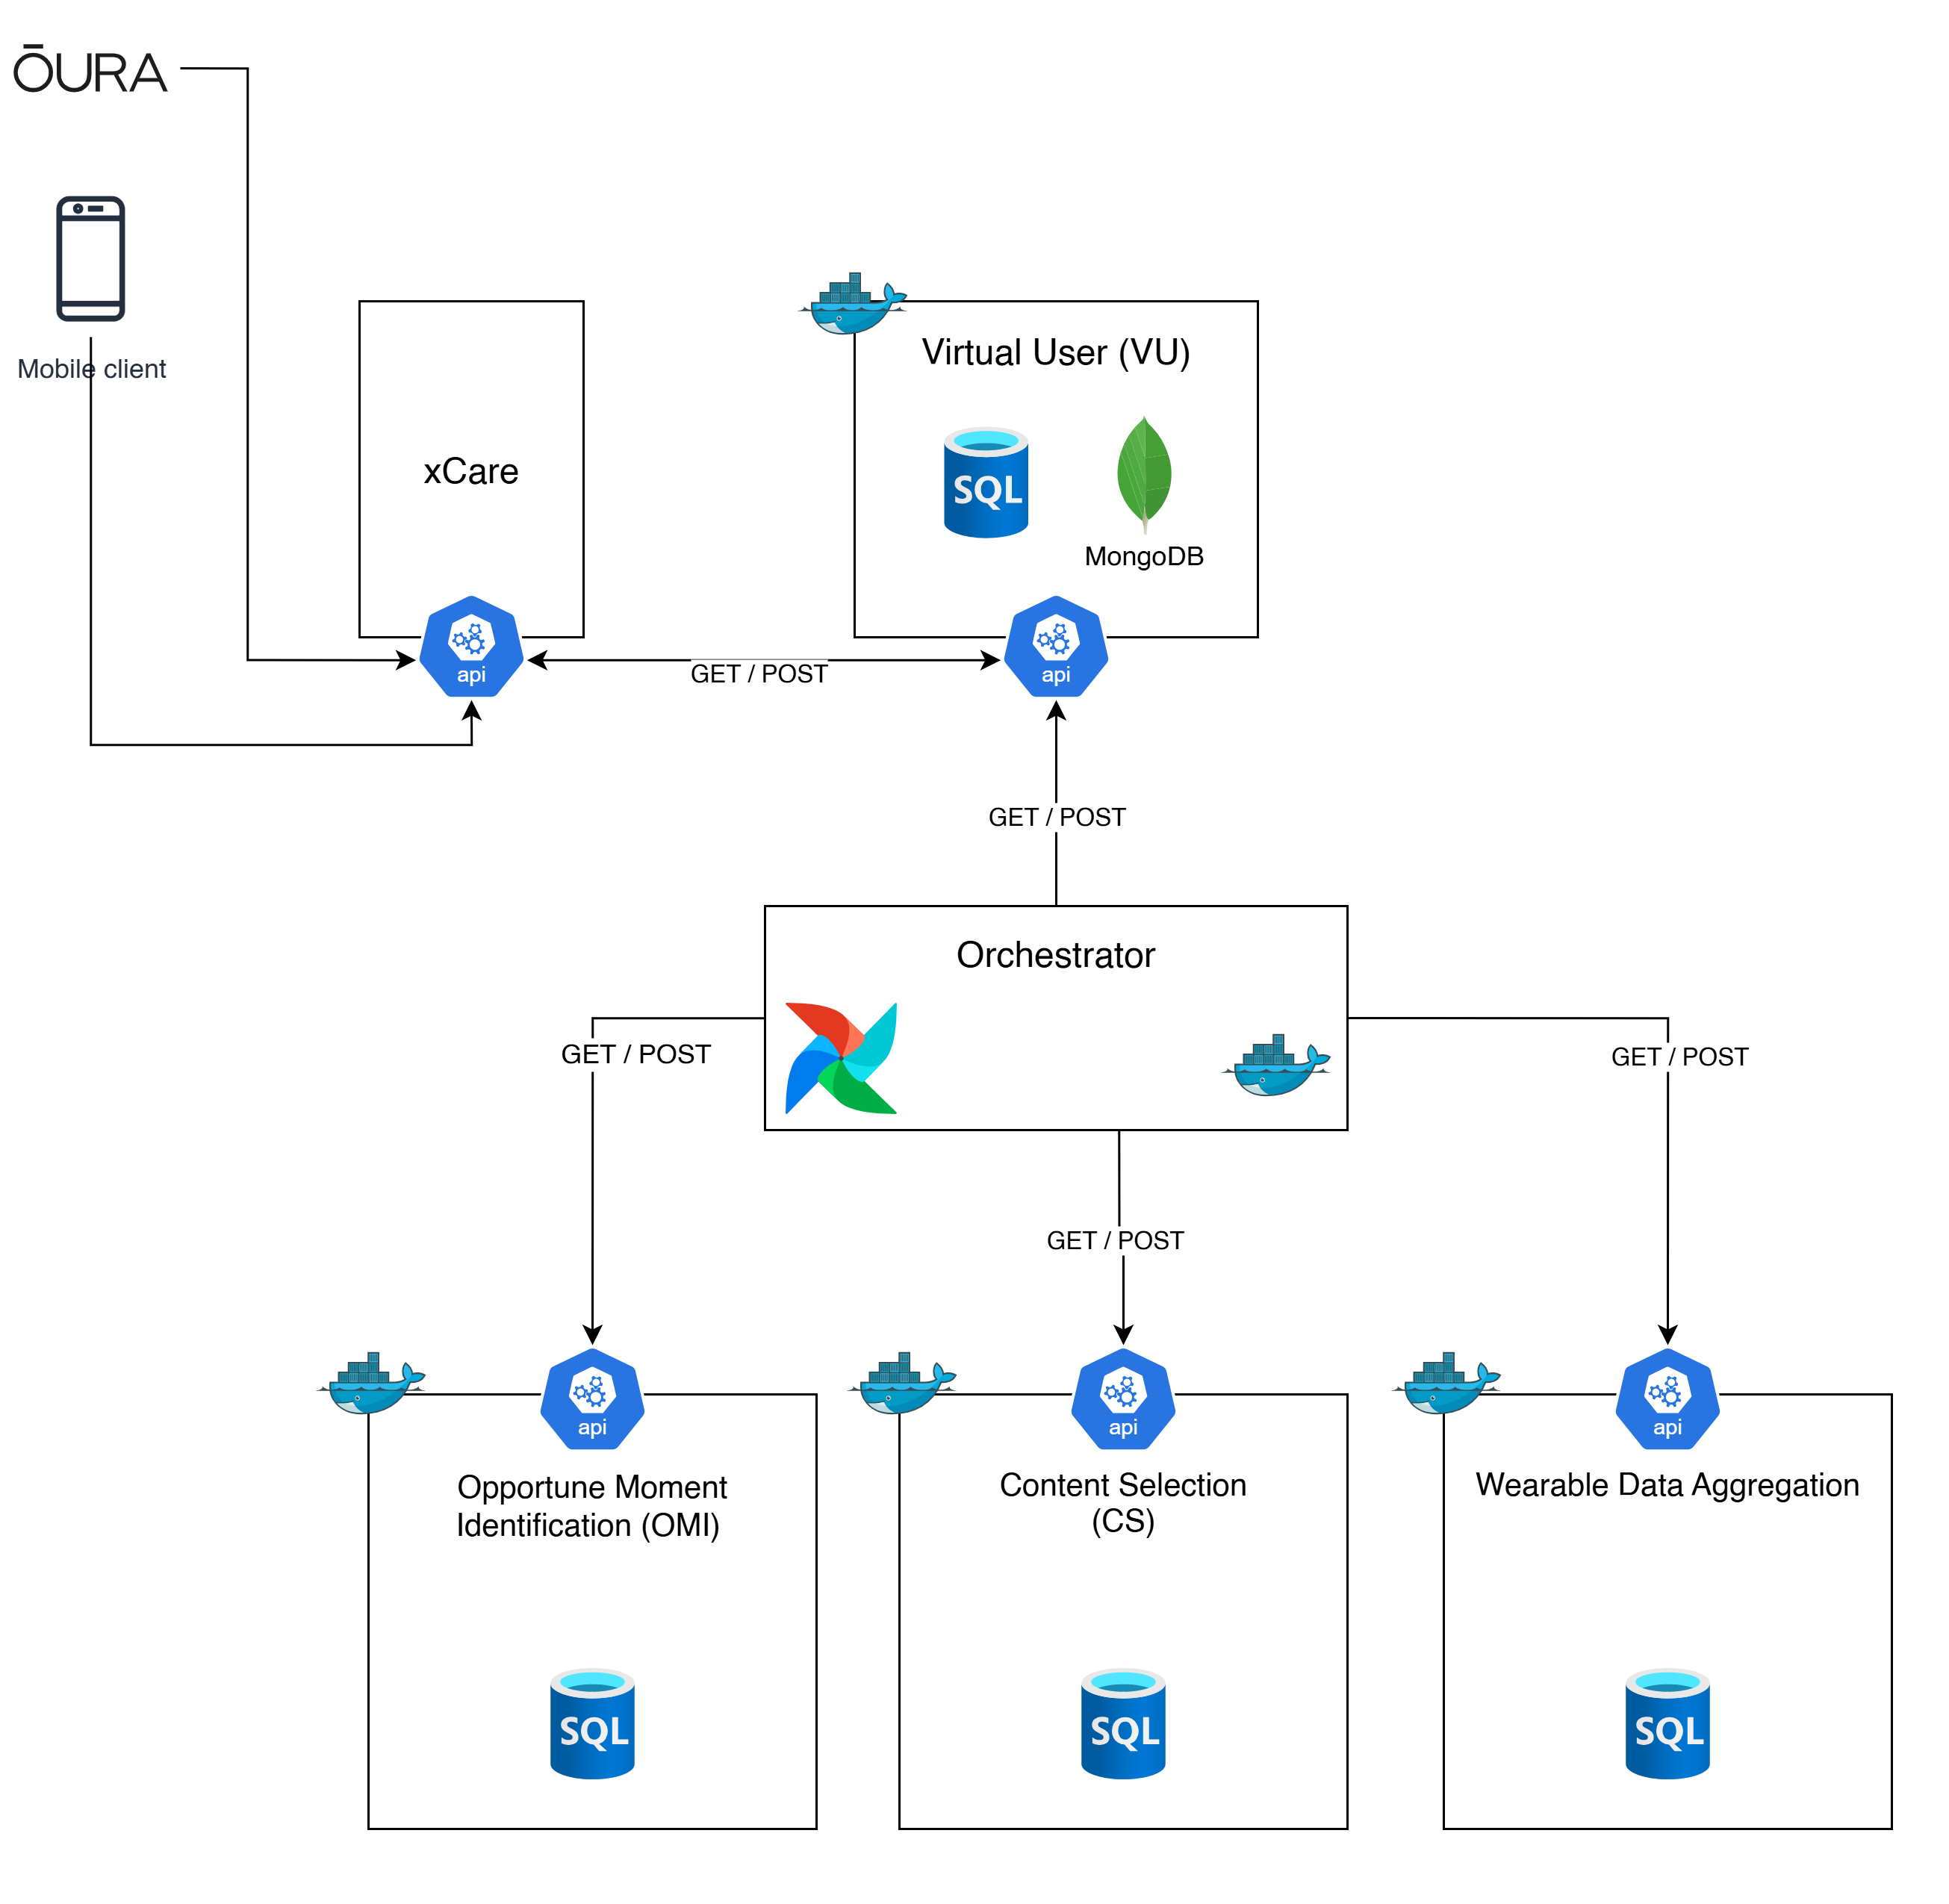 ŌURA
Mobile client
xCare
Virtual User (VU)
SQL
MongoDB
api
GET / POST
api
GET / POST
Orchestrator
GET / POST
GET / POST
GET / POST
api
api
api
Opportune Moment
Identification (OMI)
Content Selection
(CS)
Wearable Data Aggregation
SQL
SQL
SQL